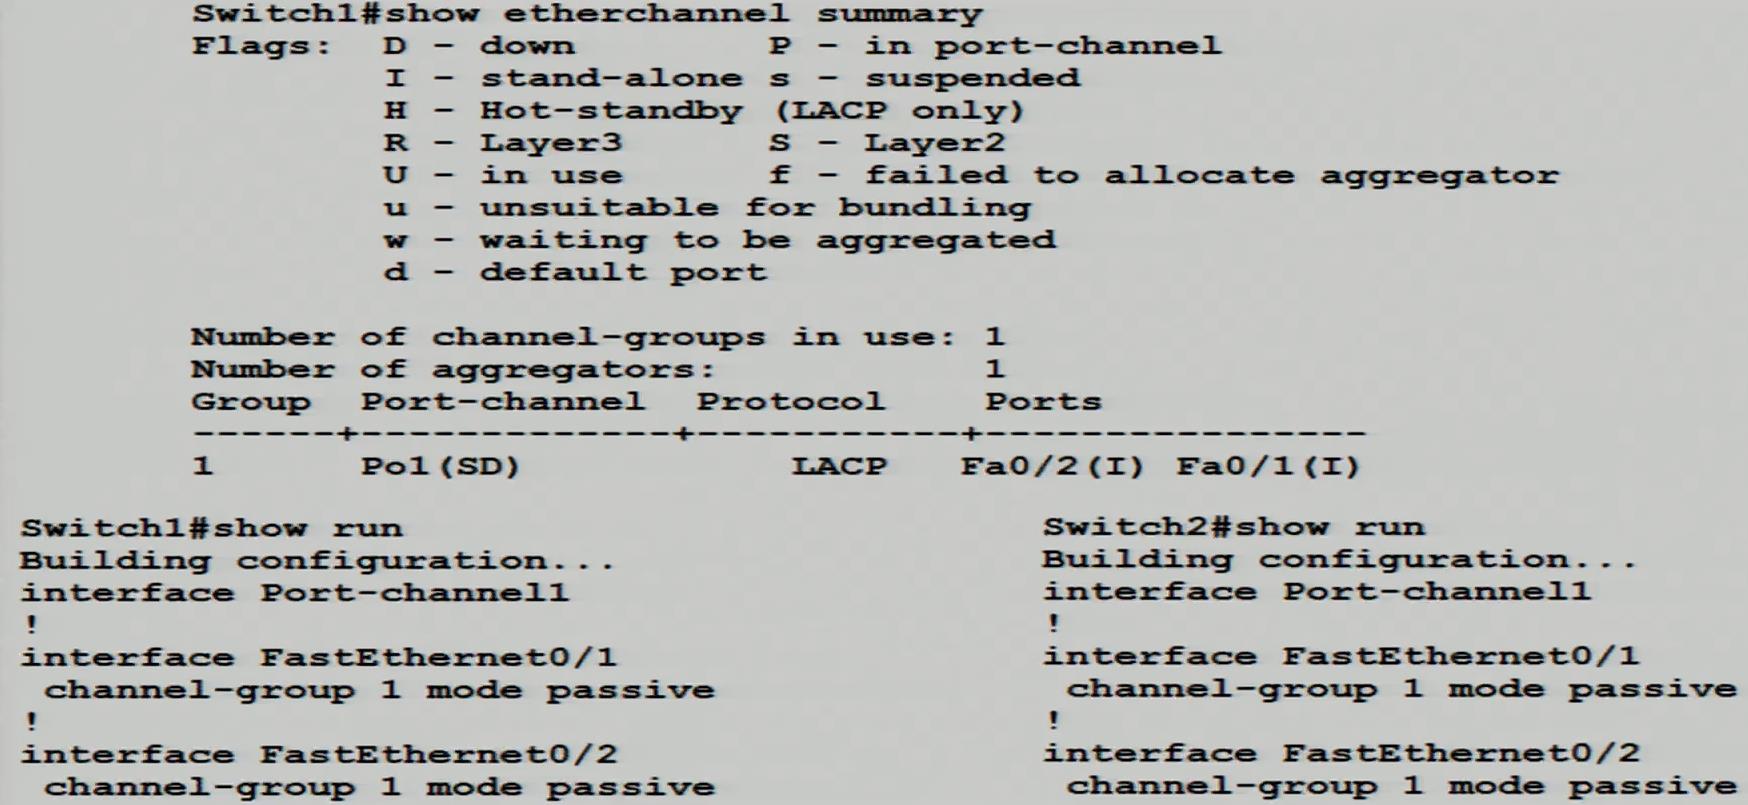 Switch1#show etherchannel summary
Flags:  D - down        P - in port-channel
        I - stand-alone s - suspended
        H - Hot-standby (LACP only)
        R - Layer3      S - Layer2
        U - in use      f - failed to allocate aggregator
        u - unsuitable for bundling
        w - waiting to be aggregated
        d - default port
Number of channel-groups in use: 1
Number of aggregators:           1
Group  Port-channel  Protocol    Ports
------+-------------+-----------+----------------
1      Po1(SD)           LACP   Fa0/2(I) Fa0/1(I)
Switch1#show run
Building configuration...
interface Port-channel1
!
interface FastEthernet0/1
 channel-group 1 mode passive
!
interface FastEthernet0/2
 channel-group 1 mode passive
Switch2#show run
Building configuration...
interface Port-channel1
!
interface FastEthernet0/1
 channel-group 1 mode passive
!
interface FastEthernet0/2
 channel-group 1 mode passive